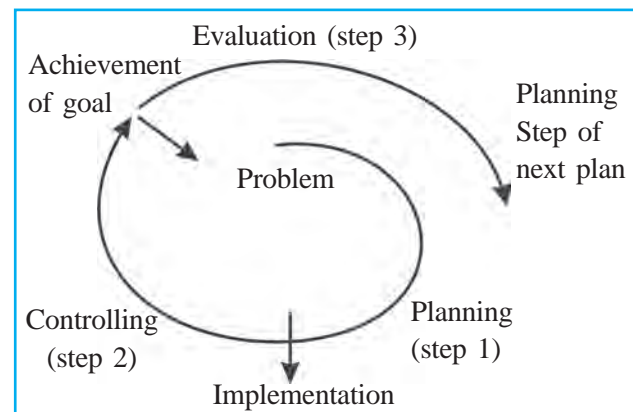 Evaluation (step 3)
Achievement
of goal
Planning
Step of
next plan
Problem
Controlling
(step 2)
Planning
(step 1)
Implementation